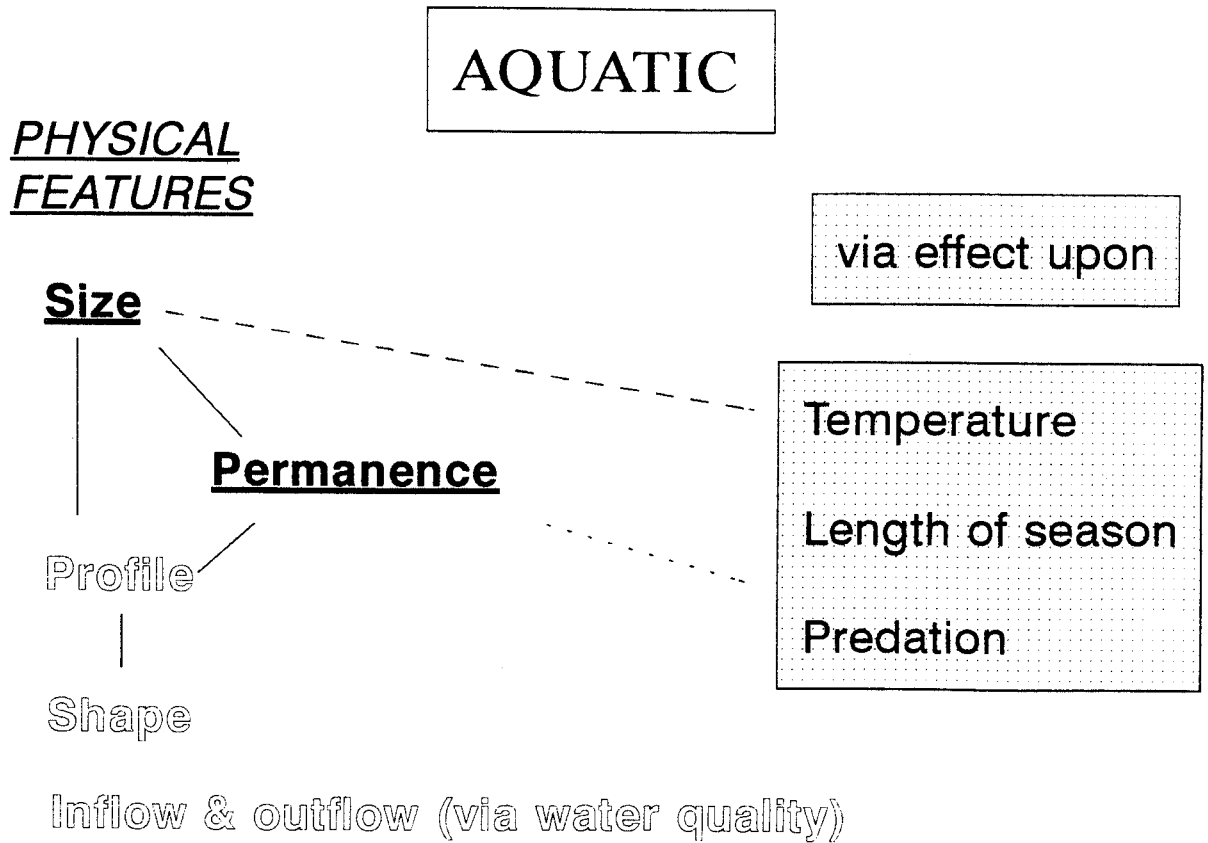 AQUATIC
PHYSICAL
FEATURES
via effect upon
Size
Temperature
Permanence
Length of season
Profile
Predation
Shape
Inflow & outflow (via water quality)